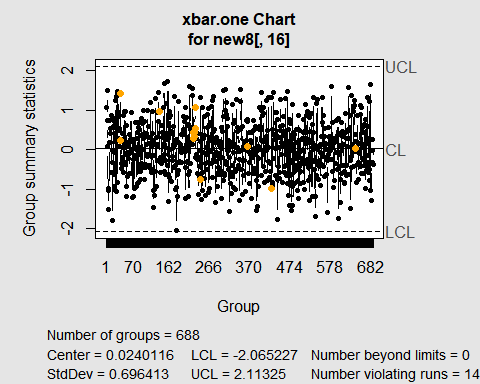 xbar.one Chart
for new8[, 16]
Group summary statistics
2
1
0
-1
-2
UCL
CL
LCL
1 70 162 266 370 474 578 682
Group
Number of groups = 688
Center = 0.0240116 LCL = -2.065227 Number beyond limits = 0
StdDev = 0.696413 UCL = 2.11325 Number violating runs = 14